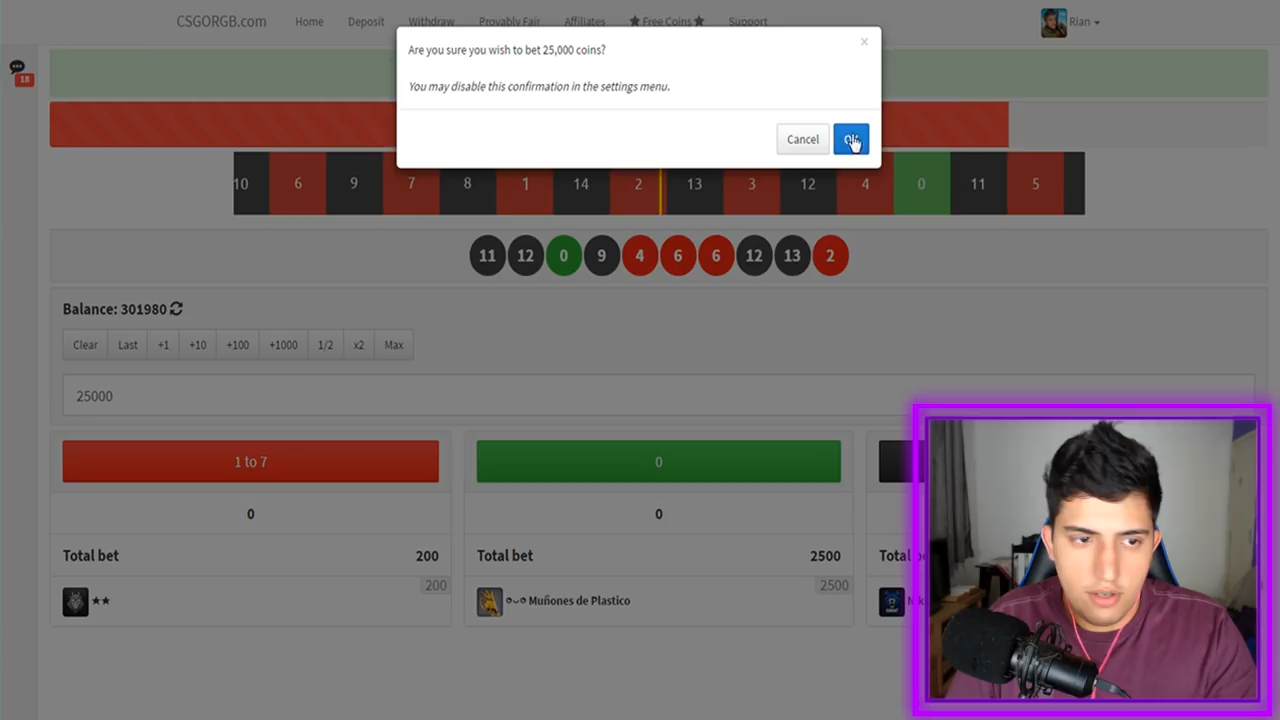 CSGORGB.com Home Deposit Withdraw Provably Fair Affiliates ★ Free Coins ★ Support Rian
Are you sure you wish to bet 25,000 coins? ×
You may disable this confirmation in the settings menu.
18
Cancel OK
10 6 9 7 8 1 14 2 13 3 12 4 0 11 5
11 12 0 9 4 6 6 12 13 2
Balance: 301980
Clear Last +1 +10 +100 +1000 1/2 x2 Max
25000
1 to 7 0
0 0
Total bet 200 Total bet 2500
200 2500
★★ Muñones de Plastico